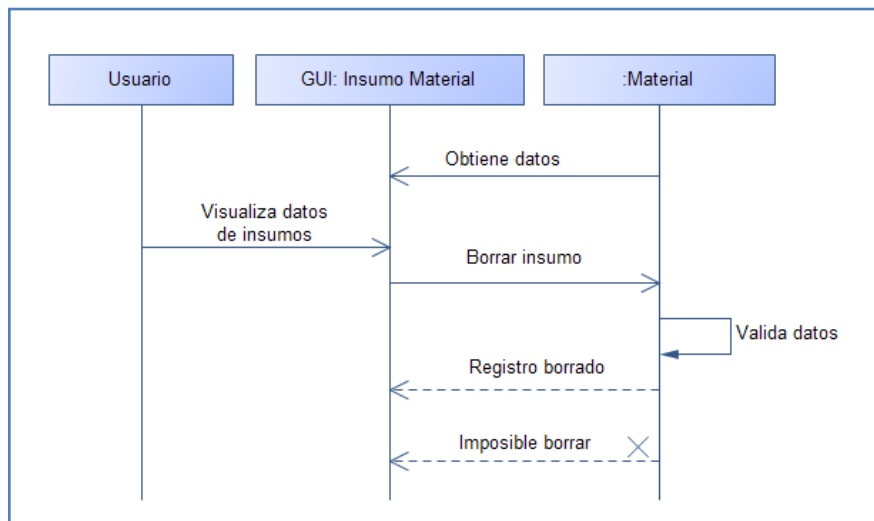 Usuario
GUI: Insumo Material
:Material
Obtiene datos
Visualiza datos
de insumos
Borrar insumo
Valida datos
Registro borrado
Imposible borrar